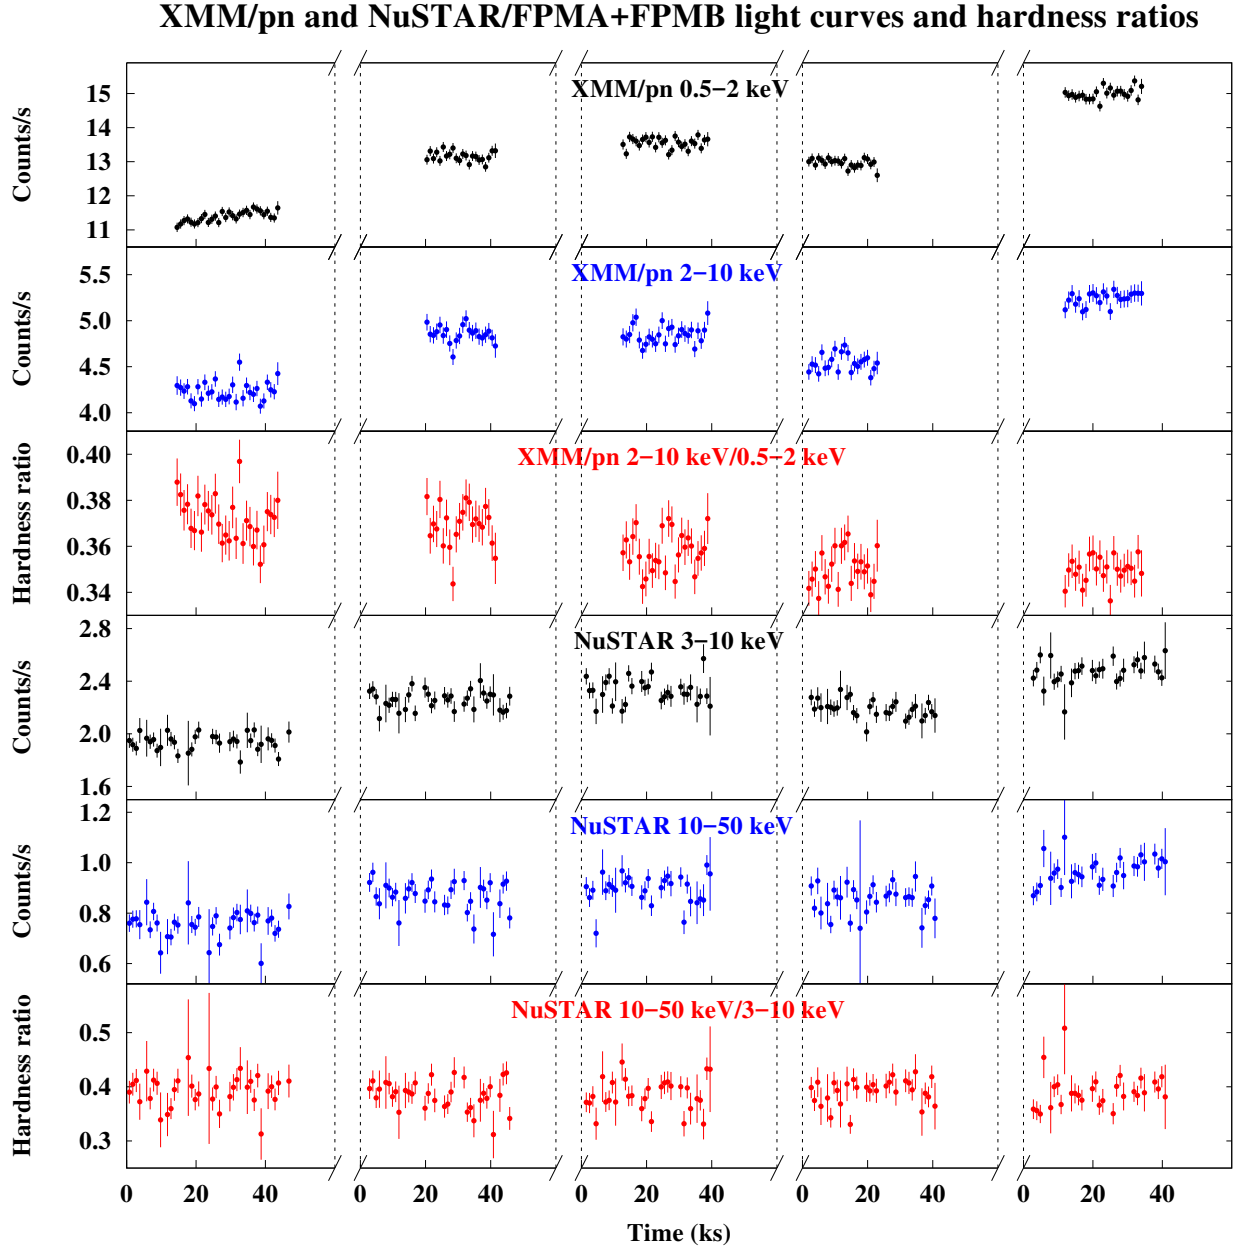 XMM/pn and NuSTAR/FPMA+FPMB light curves and hardness ratios
XMM/pn 0.5−2 keV
Counts/s
15
14
13
12
11
XMM/pn 2−10 keV
Counts/s
5.5
5.0
4.5
4.0
XMM/pn 2−10 keV/0.5−2 keV
Hardness ratio
0.40
0.38
0.36
0.34
NuSTAR 3−10 keV
Counts/s
2.8
2.4
2.0
1.6
NuSTAR 10−50 keV
Counts/s
1.2
1.0
0.8
0.6
NuSTAR 10−50 keV/3−10 keV
Hardness ratio
0.5
0.4
0.3
0 20 40 0 20 40 0 20 40 0 20 40 0 20 40
Time (ks)